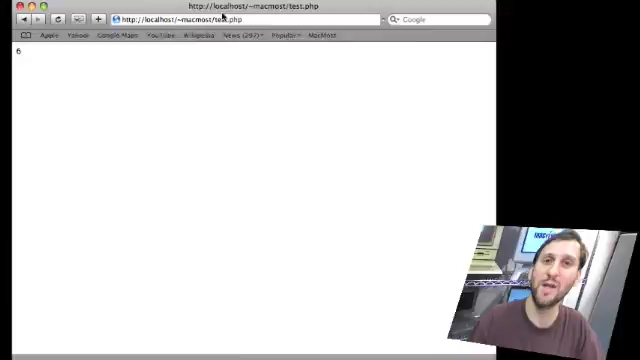 http://localhost/~macmost/test.php
http://localhost/~macmost/test.php
Google
Apple Yahoo! Google Maps YouTube Wikipedia News (297) Popular MacMost
6